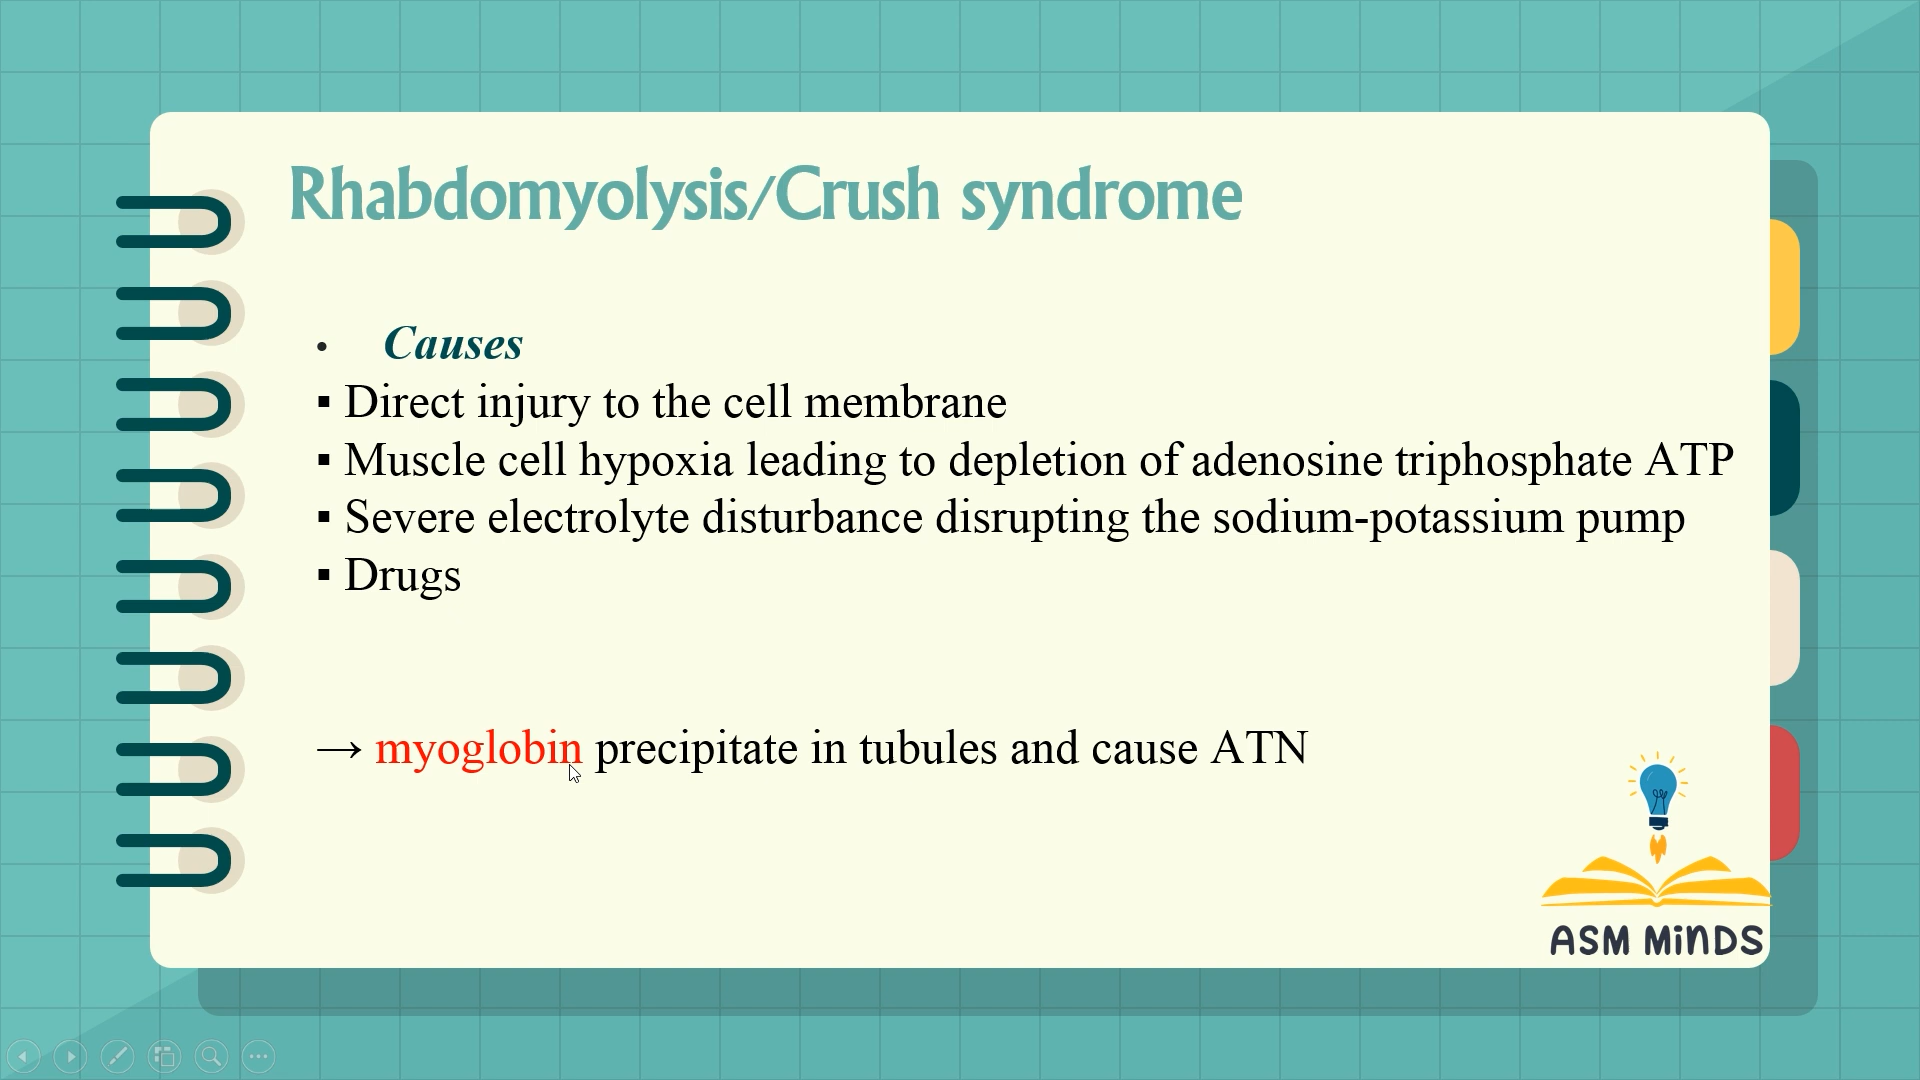 Rhabdomyolysis/Crush syndrome
• Causes
▪ Direct injury to the cell membrane
▪ Muscle cell hypoxia leading to depletion of adenosine triphosphate ATP
▪ Severe electrolyte disturbance disrupting the sodium-potassium pump
▪ Drugs
→ myoglobin precipitate in tubules and cause ATN
ASM MiNDS